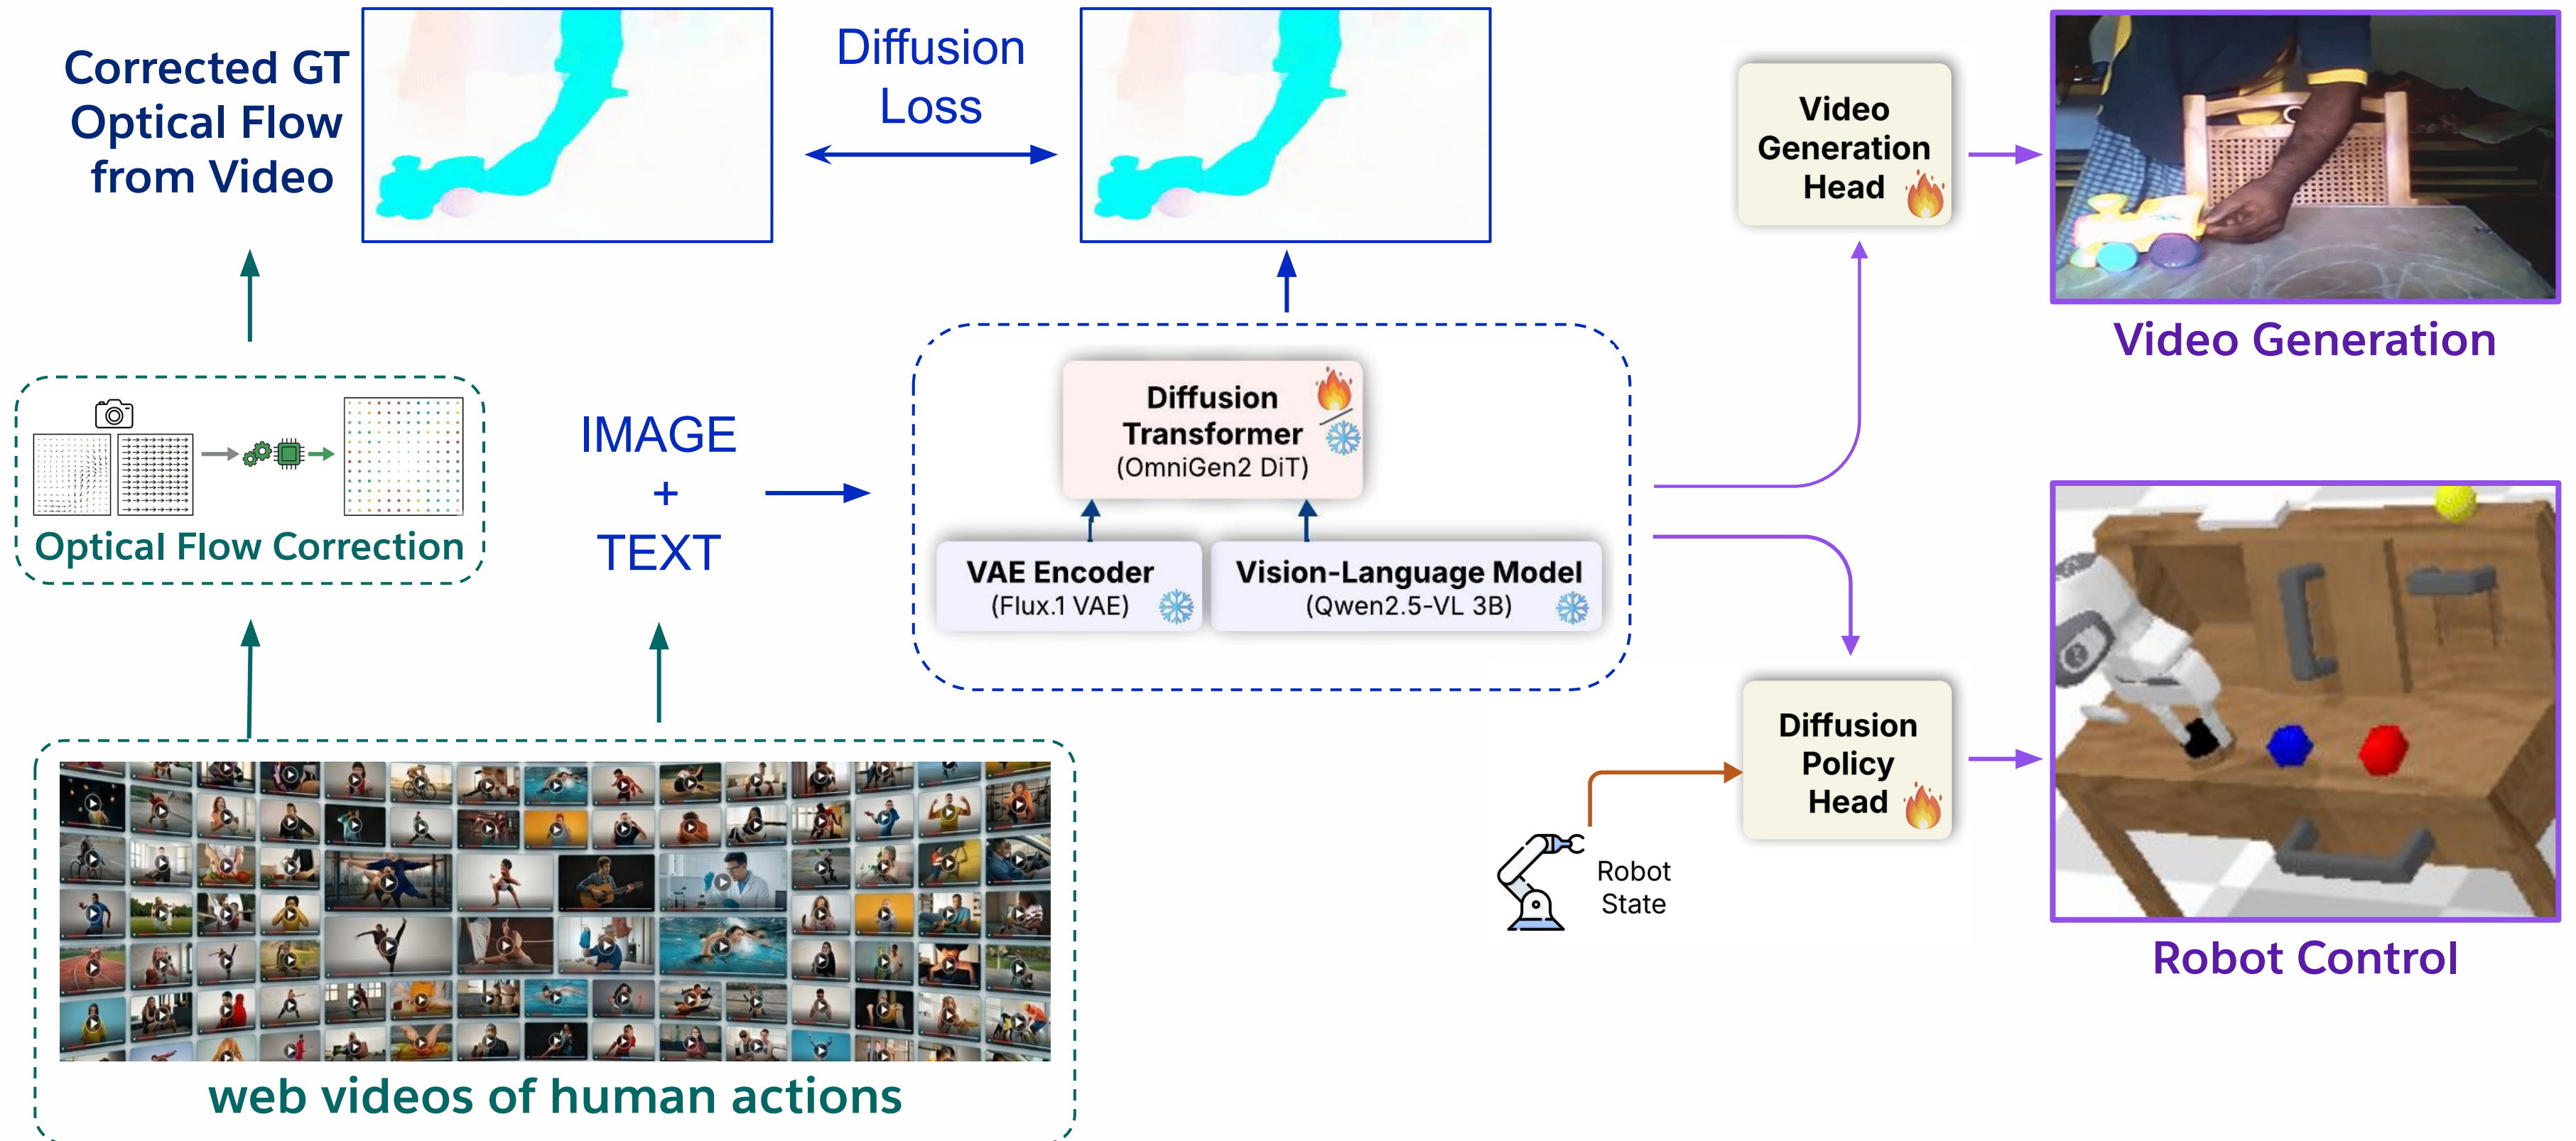 Corrected GT
Optical Flow
from Video
Diffusion
Loss
Video
Generation
Head
Video Generation
Optical Flow Correction
IMAGE
+
TEXT
Diffusion
Transformer
(OmniGen2 DiT)
VAE Encoder
(Flux.1 VAE)
Vision-Language Model
(Qwen2.5-VL 3B)
Diffusion
Policy
Head
Robot
State
Robot Control
web videos of human actions